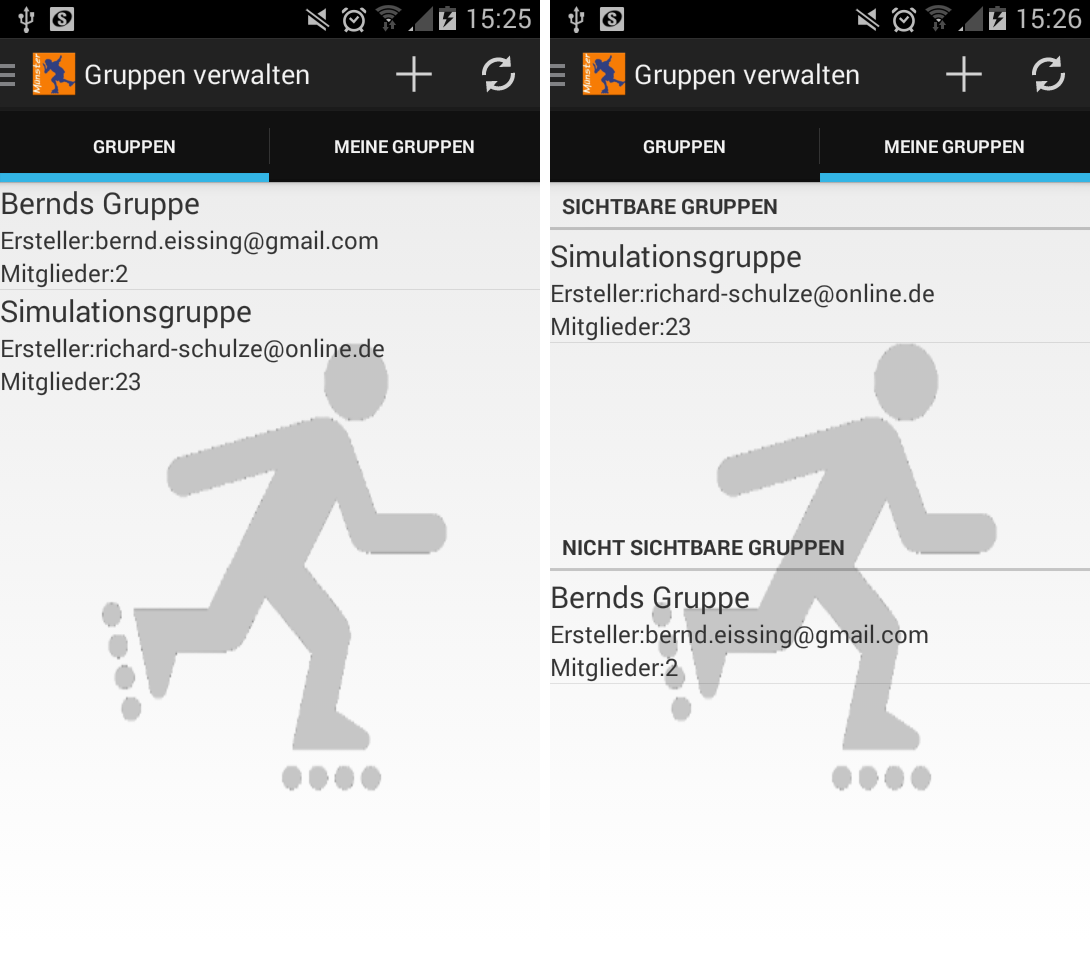 15:25
Münster
Gruppen verwalten
GRUPPEN
MEINE GRUPPEN
Bernds Gruppe
Ersteller:bernd.eissing@gmail.com
Mitglieder:2
Simulationsgruppe
Ersteller:richard-schulze@online.de
Mitglieder:23
15:26
Münster
Gruppen verwalten
GRUPPEN
MEINE GRUPPEN
SICHTBARE GRUPPEN
Simulationsgruppe
Ersteller:richard-schulze@online.de
Mitglieder:23
NICHT SICHTBARE GRUPPEN
Bernds Gruppe
Ersteller:bernd.eissing@gmail.com
Mitglieder:2